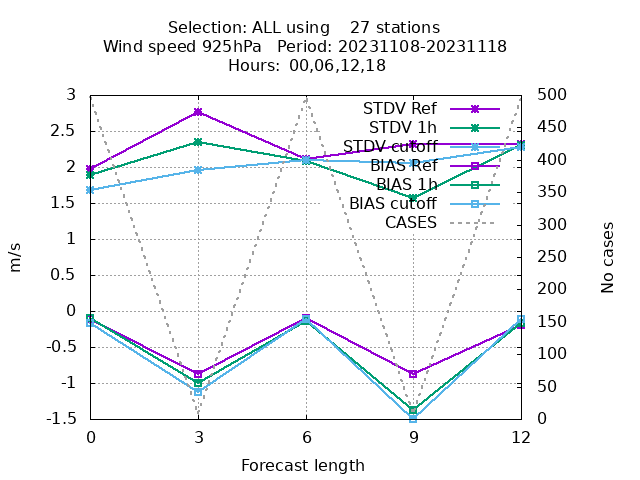 Selection: ALL using    27 stations
Wind speed 925hPa   Period: 20231108-20231118
Hours:  00,06,12,18
STDV Ref
STDV 1h
STDV cutoff
BIAS Ref
BIAS 1h
BIAS cutoff
CASES
3
2.5
2
1.5
1
0.5
0
-0.5
-1
-1.5
m/s
500
450
400
350
300
250
200
150
100
50
0
No cases
0 3 6 9 12
Forecast length